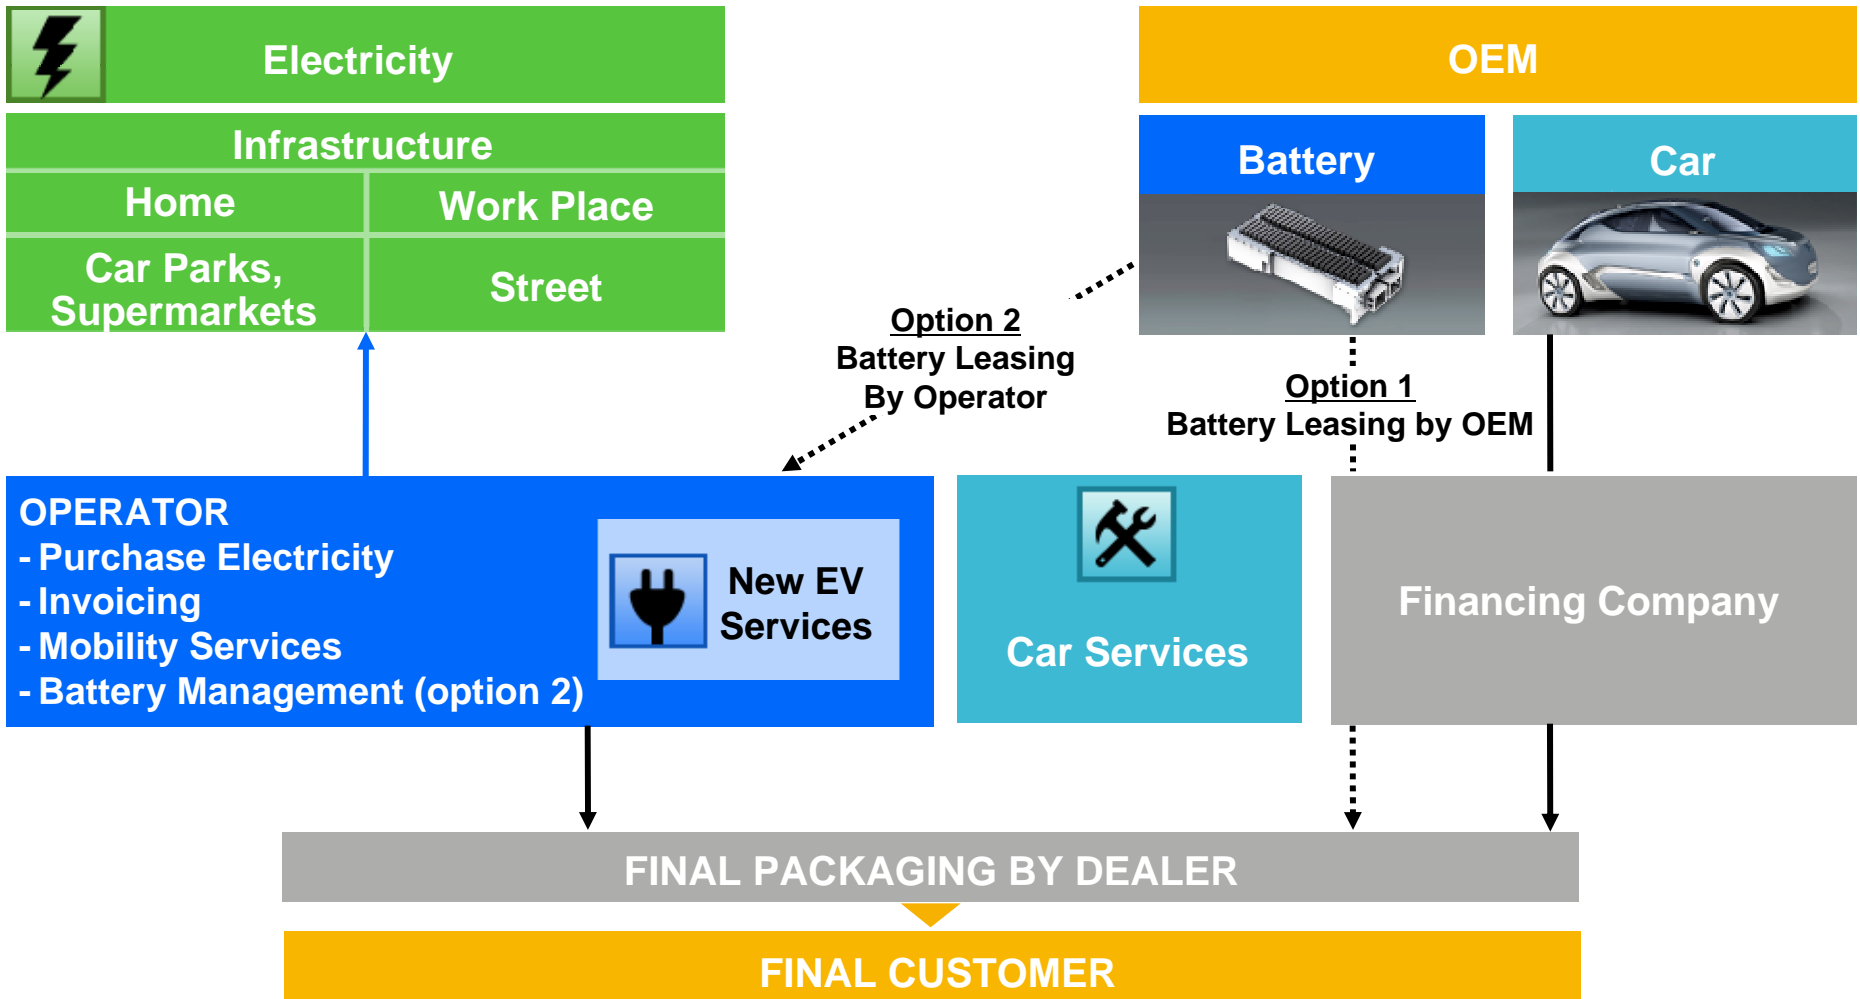 Electricity
OEM
Infrastructure
Home
Work Place
Car Parks,
Supermarkets
Street
Battery
Car
Option 2
Battery Leasing
By Operator
Option 1
Battery Leasing by OEM
OPERATOR
- Purchase Electricity
- Invoicing
- Mobility Services
- Battery Management (option 2)
New EV
Services
Car Services
Financing Company
FINAL PACKAGING BY DEALER
FINAL CUSTOMER